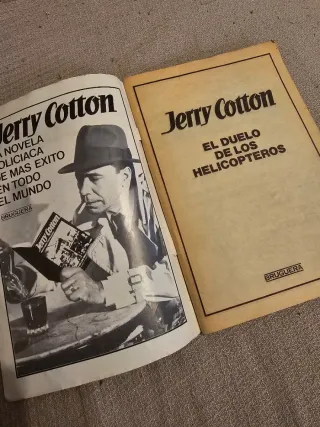 Jerry Cotton
LA NOVELA
POLICIACA
DE MAS EXITO
EN TODO
EL MUNDO
BRUGUERA
Jerry Cotton
Jerry Cotton
EL DUELO
DE LOS
HELICOPTEROS
BRUGUERA